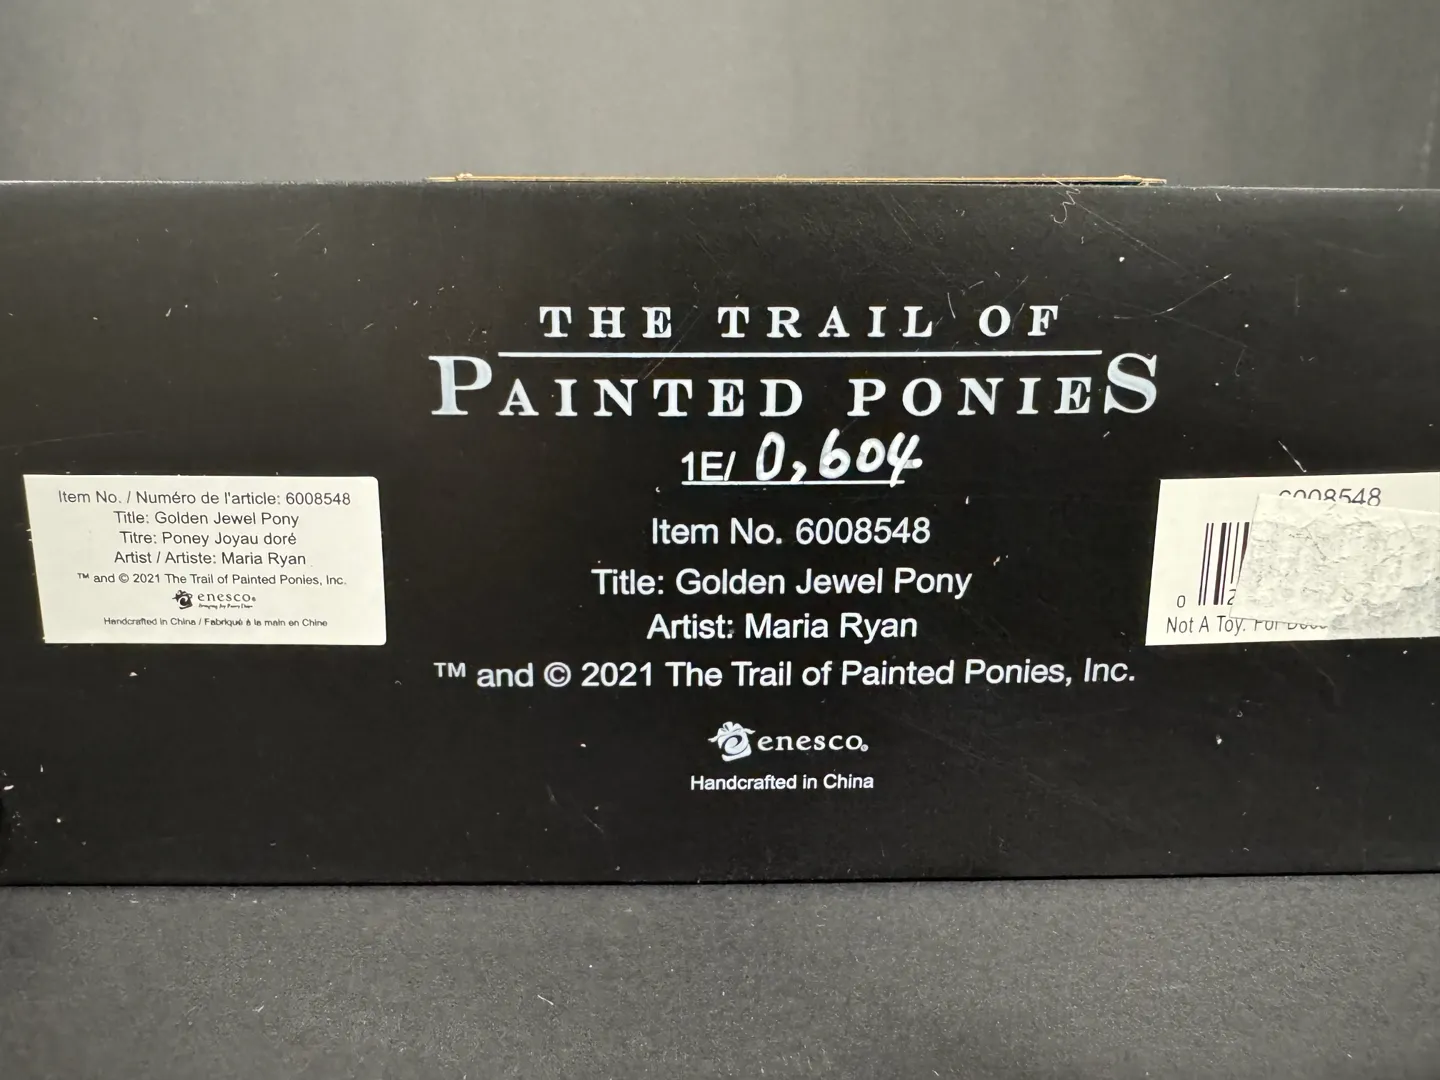 THE TRAIL OF
PAINTED PONIES
1E/ 0,604
Item No. 6008548
Title: Golden Jewel Pony
Artist: Maria Ryan
™ and © 2021 The Trail of Painted Ponies, Inc.
enesco®
Handcrafted in China
Item No. / Numéro de l'article: 6008548
Title: Golden Jewel Pony
Titre: Poney Joyau doré
Artist / Artiste: Maria Ryan
™ and © 2021 The Trail of Painted Ponies, Inc.
enesco®
Handcrafted in China / Fabriqué à la main en Chine
6008548
0 2
Not A Toy. For